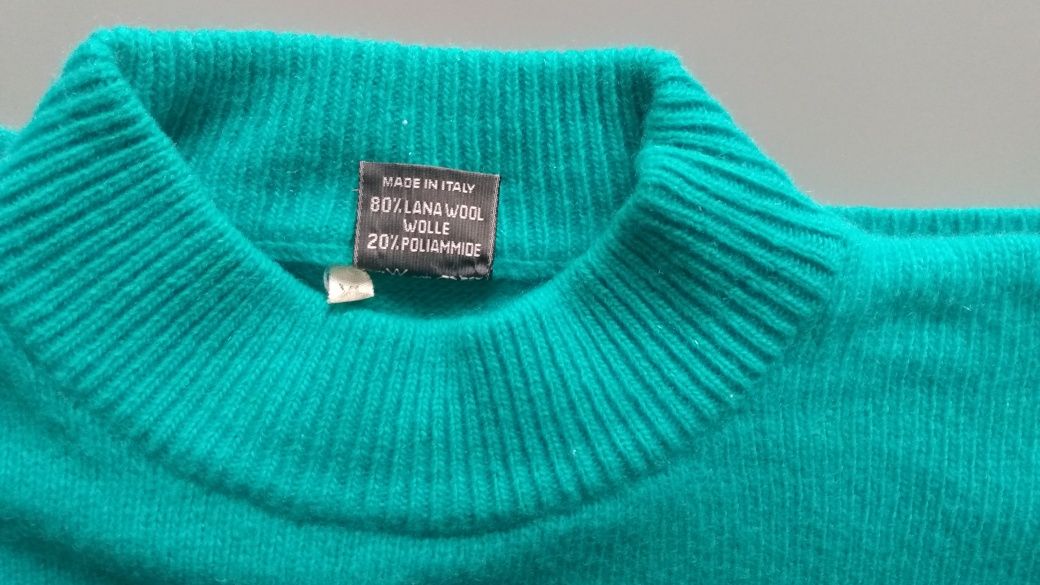 MADE IN ITALY
80% LANA WOOL
WOLLE
20% POLIAMMIDE